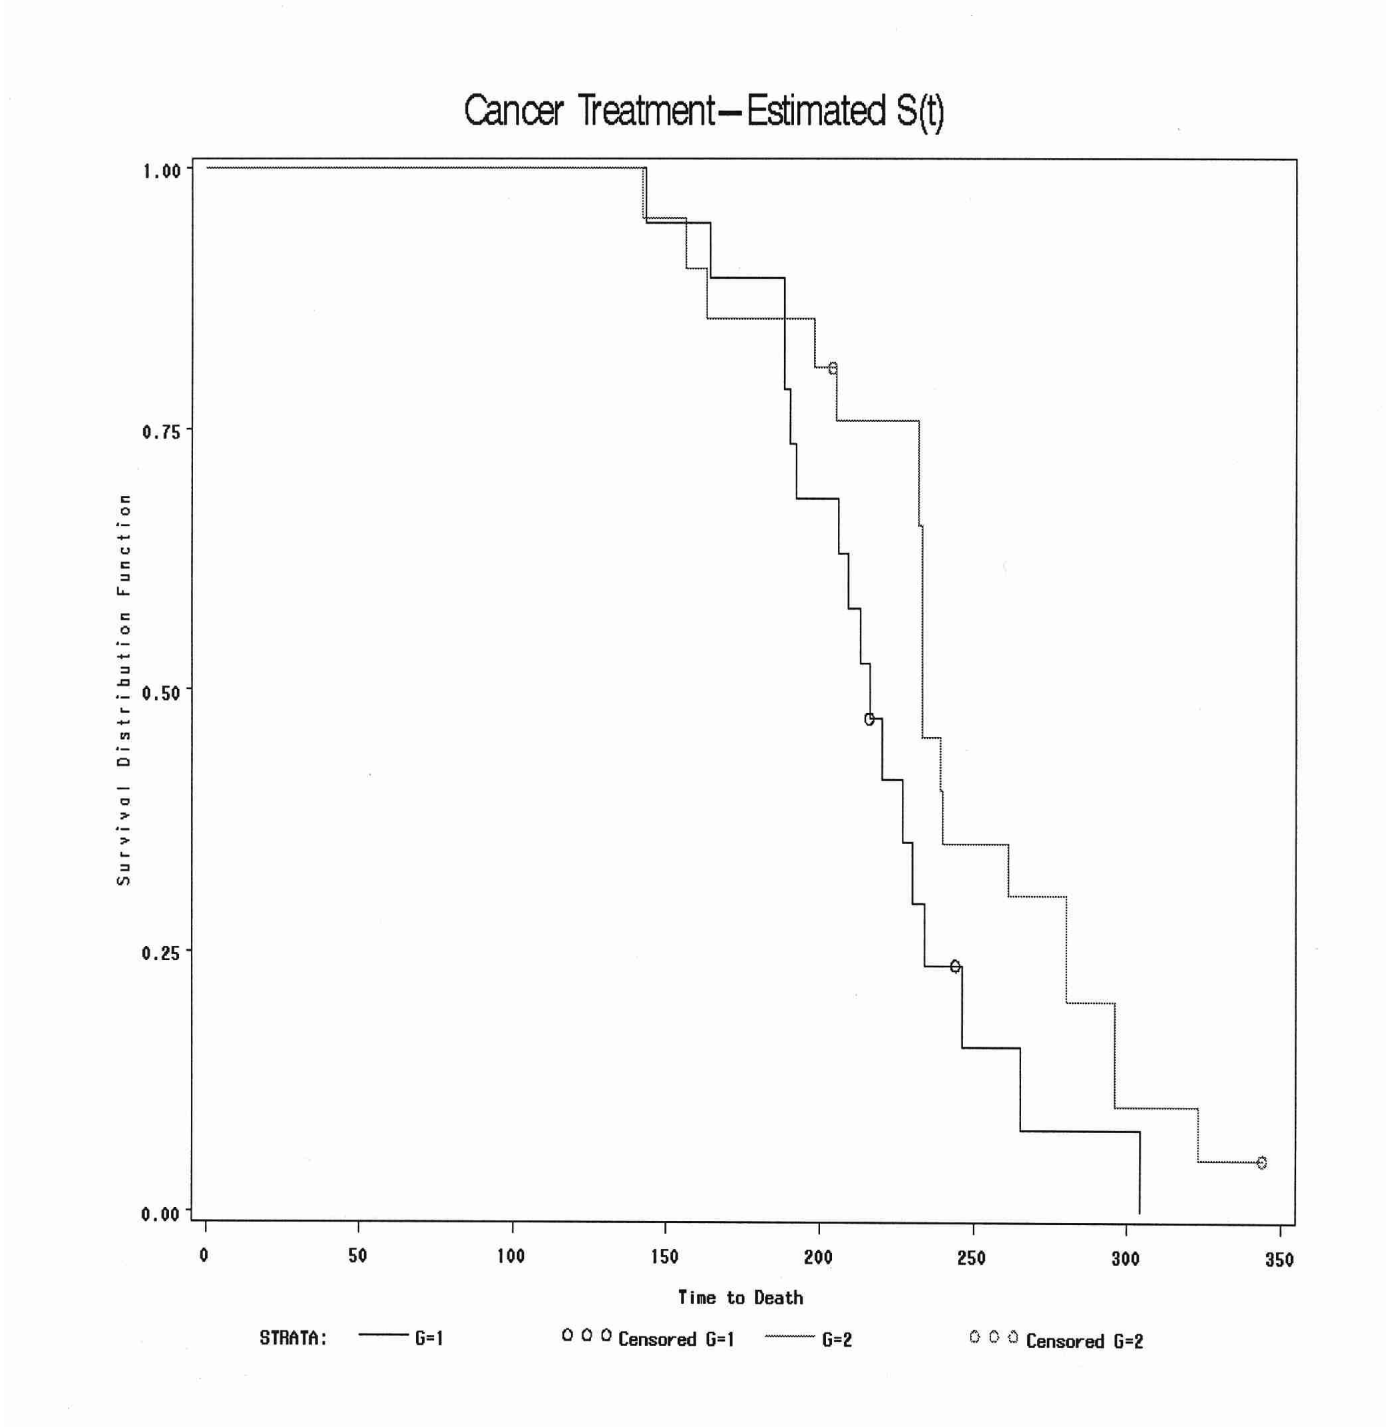 Cancer Treatment—Estimated S(t)
1.00
0.75
0.50
0.25
0.00
Survival Distribution Function
0 50 100 150 200 250 300 350
Time to Death
STRATA: G=1 Censored G=1 G=2 Censored G=2